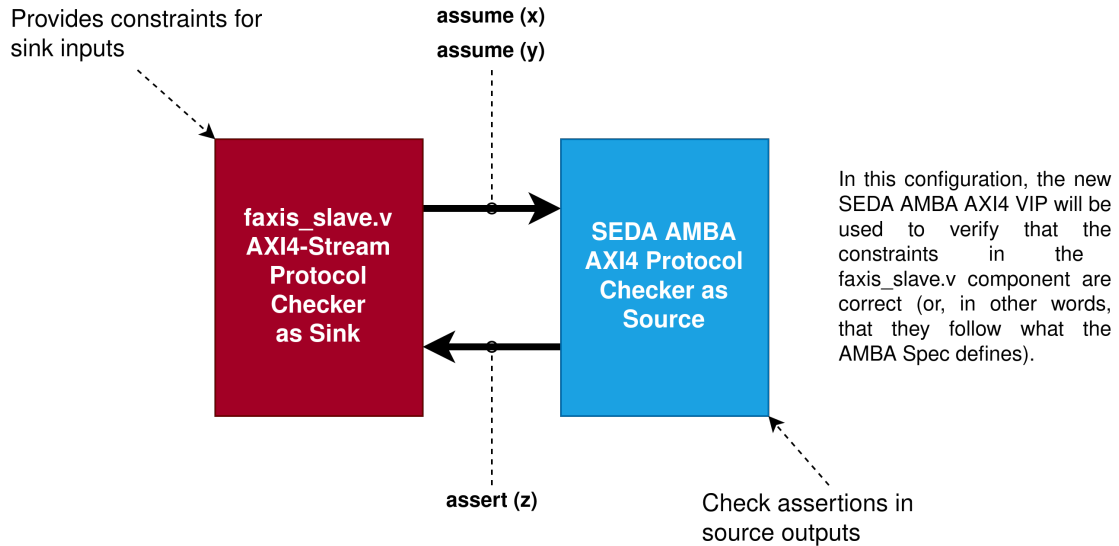 Provides constraints for
sink inputs
assume (x)
assume (y)
faxis_slave.v
AXI4-Stream
Protocol
Checker
as Sink
SEDA AMBA
AXI4 Protocol
Checker as
Source
In this configuration, the new
SEDA AMBA AXI4 VIP will be
used to verify that the
constraints in the
faxis_slave.v component are
correct (or, in other words,
that they follow what the
AMBA Spec defines).
assert (z)
Check assertions in
source outputs